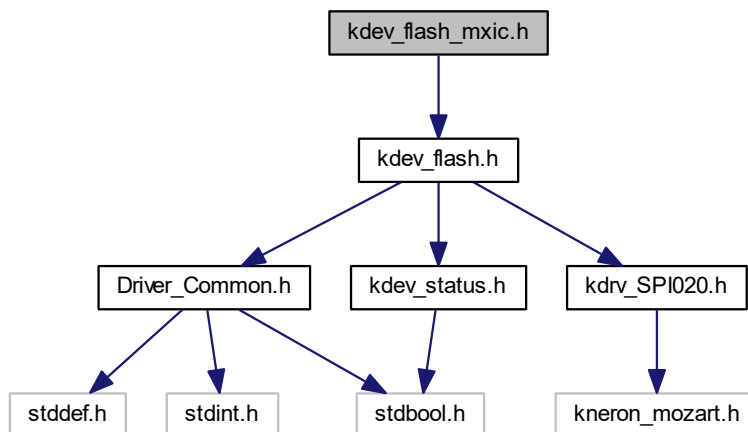 kdev_flash_mxic.h
kdev_flash.h
Driver_Common.h
kdev_status.h
kdrv_SPI020.h
stddef.h
stdint.h
stdbool.h
kneron_mozart.h